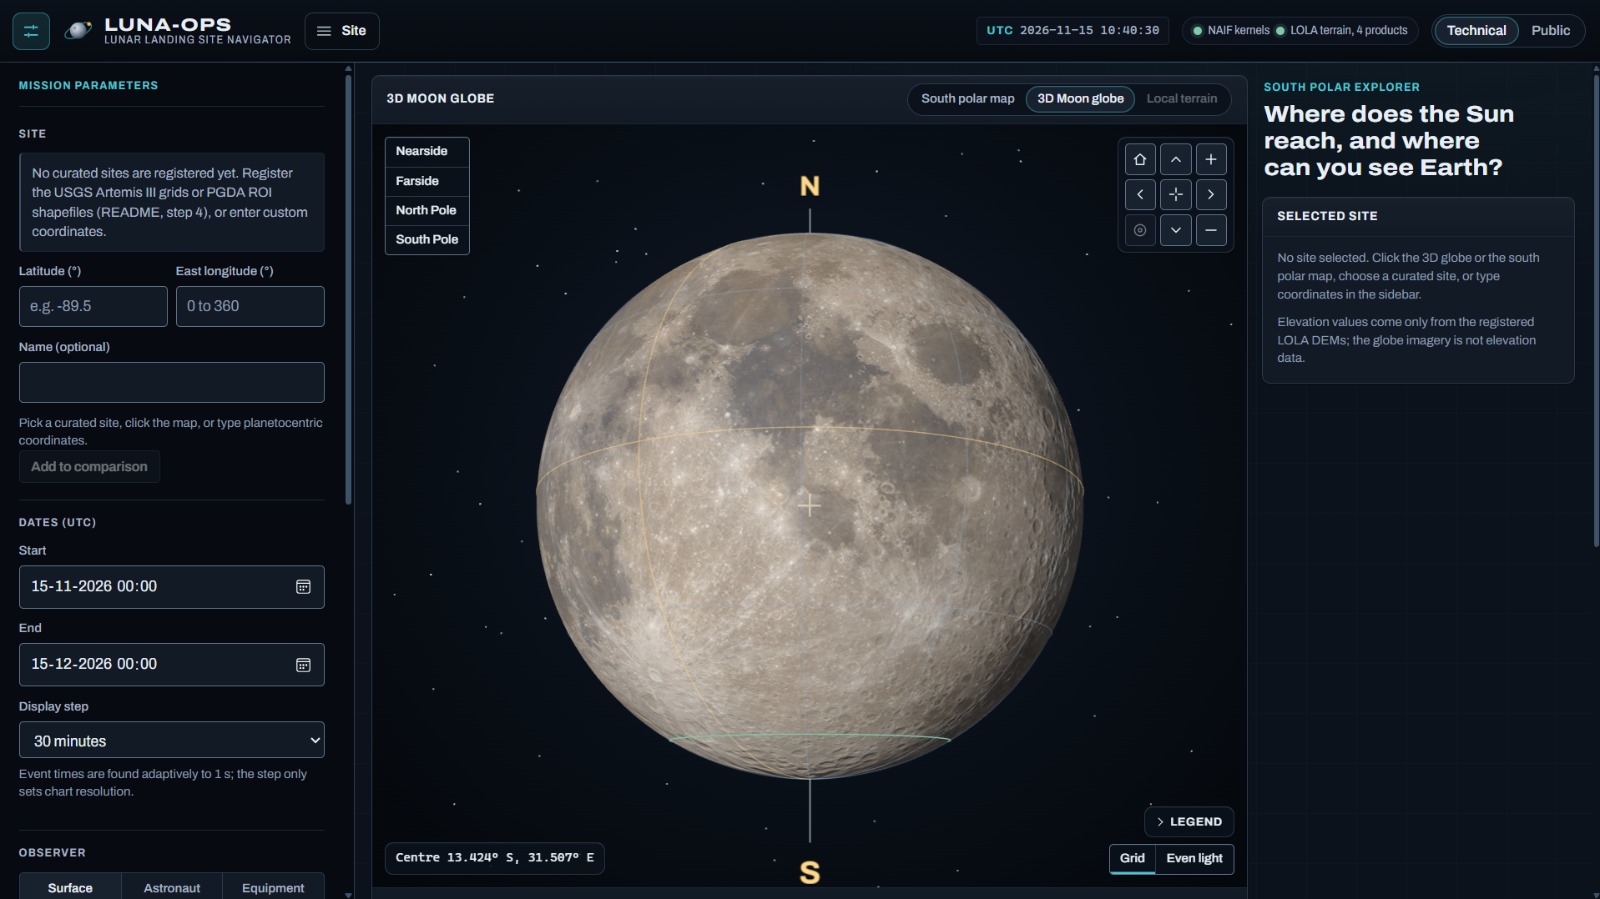 LUNA-OPS
LUNAR LANDING SITE NAVIGATOR
Site
UTC 2026-11-15 10:40:30
NAIF kernels
LOLA terrain, 4 products
Technical
Public
MISSION PARAMETERS
SITE
No curated sites are registered yet. Register
the USGS Artemis III grids or PGDA ROI
shapefiles (README, step 4), or enter custom
coordinates.
Latitude (°)
East longitude (°)
e.g. -89.5
0 to 360
Name (optional)
Pick a curated site, click the map, or type planetocentric
coordinates.
Add to comparison
DATES (UTC)
Start
15-11-2026 00:00
End
15-12-2026 00:00
Display step
30 minutes
Event times are found adaptively to 1 s; the step only
sets chart resolution.
OBSERVER
Surface
Astronaut
Equipment
3D MOON GLOBE
South polar map
3D Moon globe
Local terrain
Nearside
Farside
North Pole
South Pole
N
S
Centre 13.424° S, 31.507° E
LEGEND
Grid
Even light
SOUTH POLAR EXPLORER
Where does the Sun
reach, and where
can you see Earth?
SELECTED SITE
No site selected. Click the 3D globe or the south
polar map, choose a curated site, or type
coordinates in the sidebar.
Elevation values come only from the registered
LOLA DEMs; the globe imagery is not elevation
data.